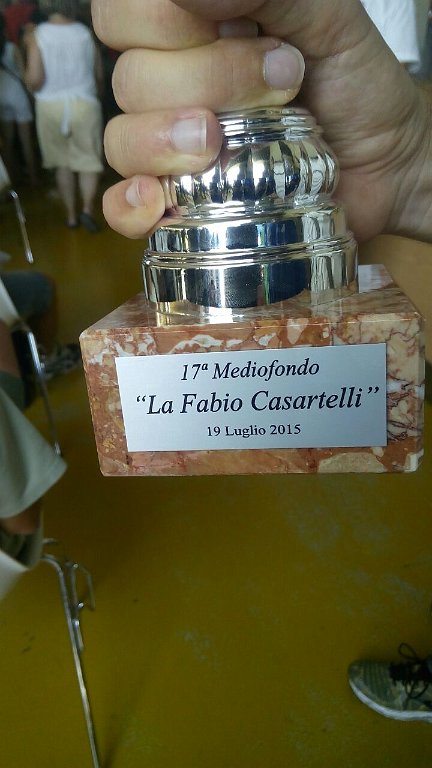 17ª Mediofondo
“La Fabio Casartelli”
19 Luglio 2015